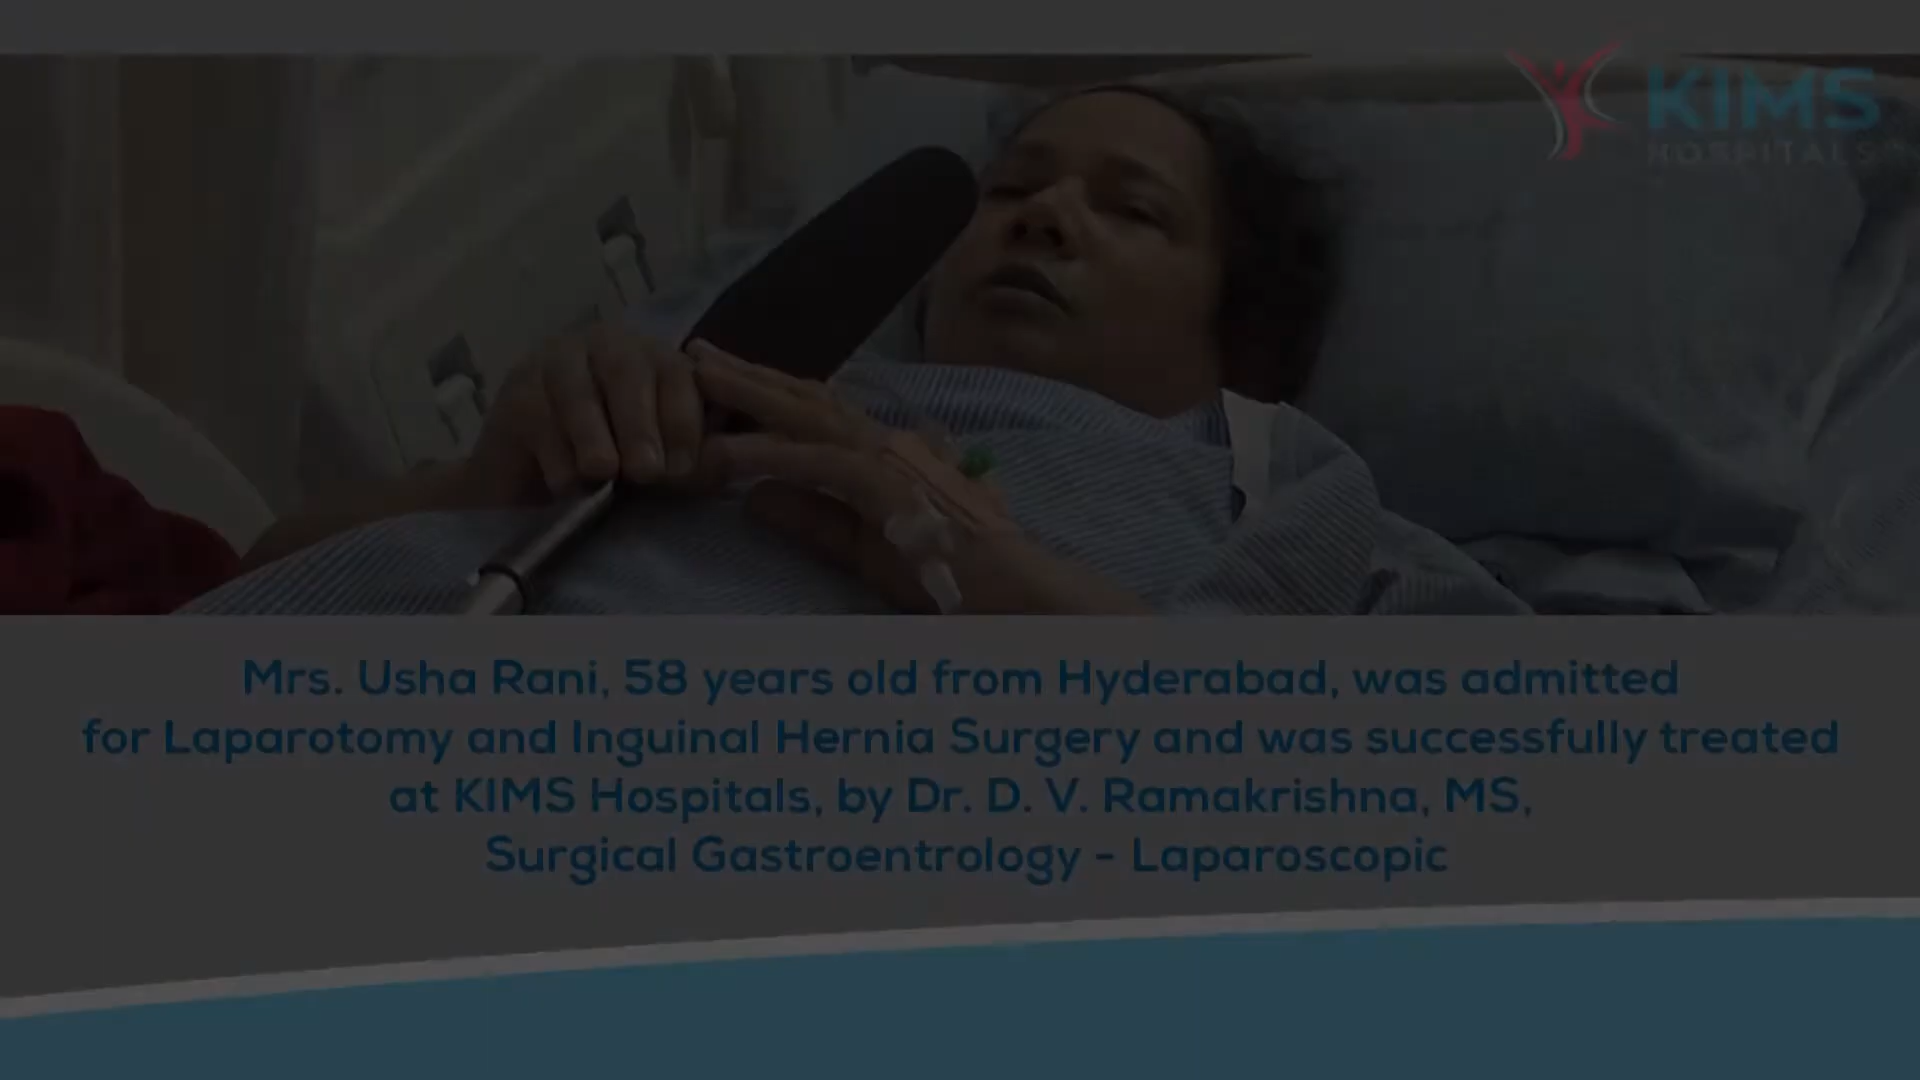 KIMS
HOSPITALS
Mrs. Usha Rani, 58 years old from Hyderabad, was admitted
for Laparotomy and Inguinal Hernia Surgery and was successfully treated
at KIMS Hospitals, by Dr. D. V. Ramakrishna, MS,
Surgical Gastroentrology - Laparoscopic